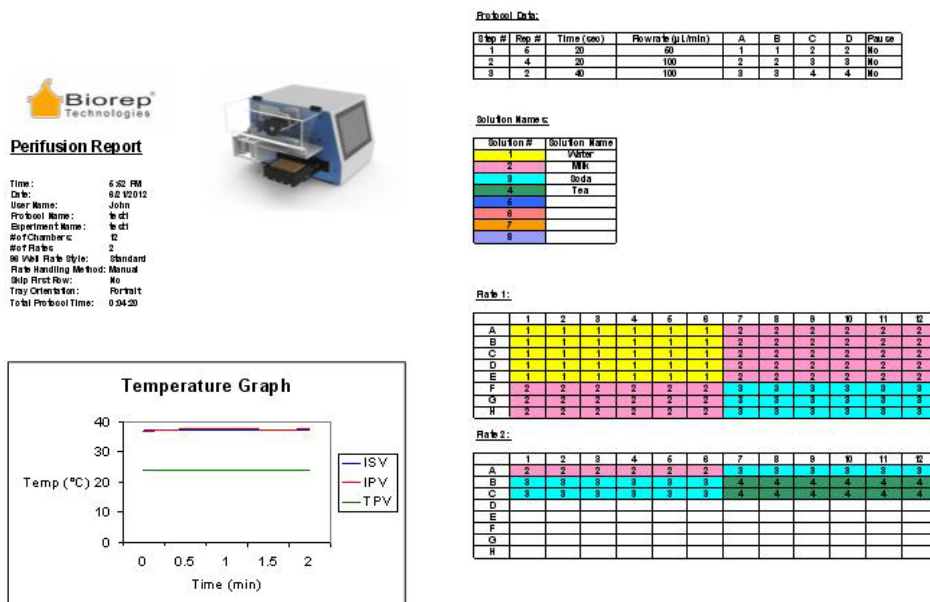 Biorep®
Technologies
Perifusion Report
Time: 6:52 PM
Date: 6/21/2012
User Name: John
Protocol Name: test1
Experiment Name: test1
# of Chambers: 12
# of Plates 2
96 Well Plate Style: Standard
Plate Handling Method: Manual
Skip First Row: No
Tray Orientation: Portrait
Total Protocol Time: 0:04:20
Temperature Graph
40
30
Temp (°C) 20
10
0
0 0.5 1 1.5 2
Time (min)
ISV
IPV
TPV
Protocol Data:
Step # Rep # Time (sec) Flowrate (µL/min) A B C D Pause
1 5 20 60 1 1 2 2 No
2 4 20 100 2 2 3 3 No
3 2 40 100 3 3 4 4 No
Solution Names:
Solution # Solution Name
1 Water
2 Milk
3 Soda
4 Tea
5
6
7
8
Plate 1:
1 2 3 4 5 6 7 8 9 10 11 12
A 1 1 1 1 1 1 2 2 2 2 2 2
B 1 1 1 1 1 1 2 2 2 2 2 2
C 1 1 1 1 1 1 2 2 2 2 2 2
D 1 1 1 1 1 1 2 2 2 2 2 2
E 1 1 1 1 1 1 2 2 2 2 2 2
F 2 2 2 2 2 2 3 3 3 3 3 3
G 2 2 2 2 2 2 3 3 3 3 3 3
H 2 2 2 2 2 2 3 3 3 3 3 3
Plate 2:
1 2 3 4 5 6 7 8 9 10 11 12
A 2 2 2 2 2 2 3 3 3 3 3 3
B 3 3 3 3 3 3 4 4 4 4 4 4
C 3 3 3 3 3 3 4 4 4 4 4 4
D
E
F
G
H